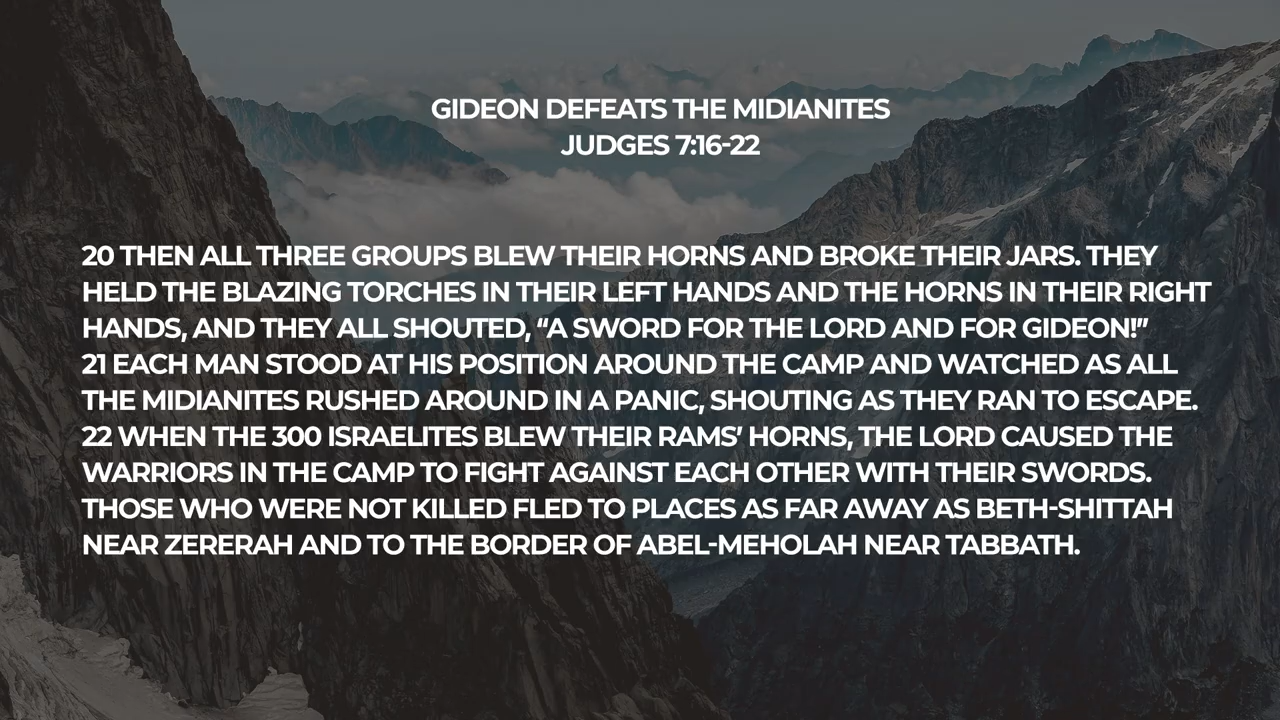 GIDEON DEFEATS THE MIDIANITES
JUDGES 7:16-22
20 THEN ALL THREE GROUPS BLEW THEIR HORNS AND BROKE THEIR JARS. THEY
HELD THE BLAZING TORCHES IN THEIR LEFT HANDS AND THE HORNS IN THEIR RIGHT
HANDS, AND THEY ALL SHOUTED, “A SWORD FOR THE LORD AND FOR GIDEON!”
21 EACH MAN STOOD AT HIS POSITION AROUND THE CAMP AND WATCHED AS ALL
THE MIDIANITES RUSHED AROUND IN A PANIC, SHOUTING AS THEY RAN TO ESCAPE.
22 WHEN THE 300 ISRAELITES BLEW THEIR RAMS’ HORNS, THE LORD CAUSED THE
WARRIORS IN THE CAMP TO FIGHT AGAINST EACH OTHER WITH THEIR SWORDS.
THOSE WHO WERE NOT KILLED FLED TO PLACES AS FAR AWAY AS BETH-SHITTAH
NEAR ZERERAH AND TO THE BORDER OF ABEL-MEHOLAH NEAR TABBATH.